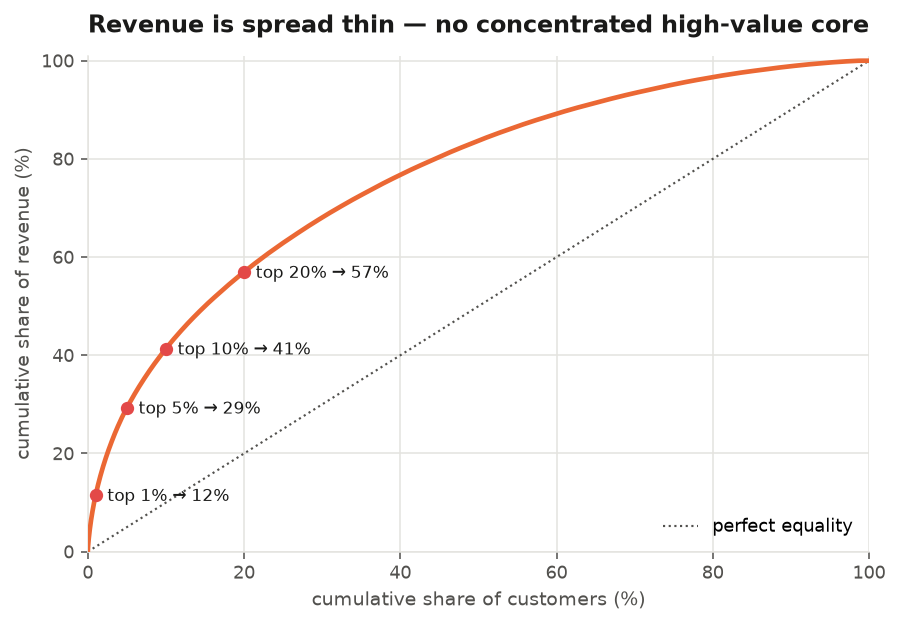 Revenue is spread thin — no concentrated high-value core
cumulative share of revenue (%)
100
80
60
40
20
0
top 20% → 57%
top 10% → 41%
top 5% → 29%
top 1% → 12%
perfect equality
0 20 40 60 80 100
cumulative share of customers (%)